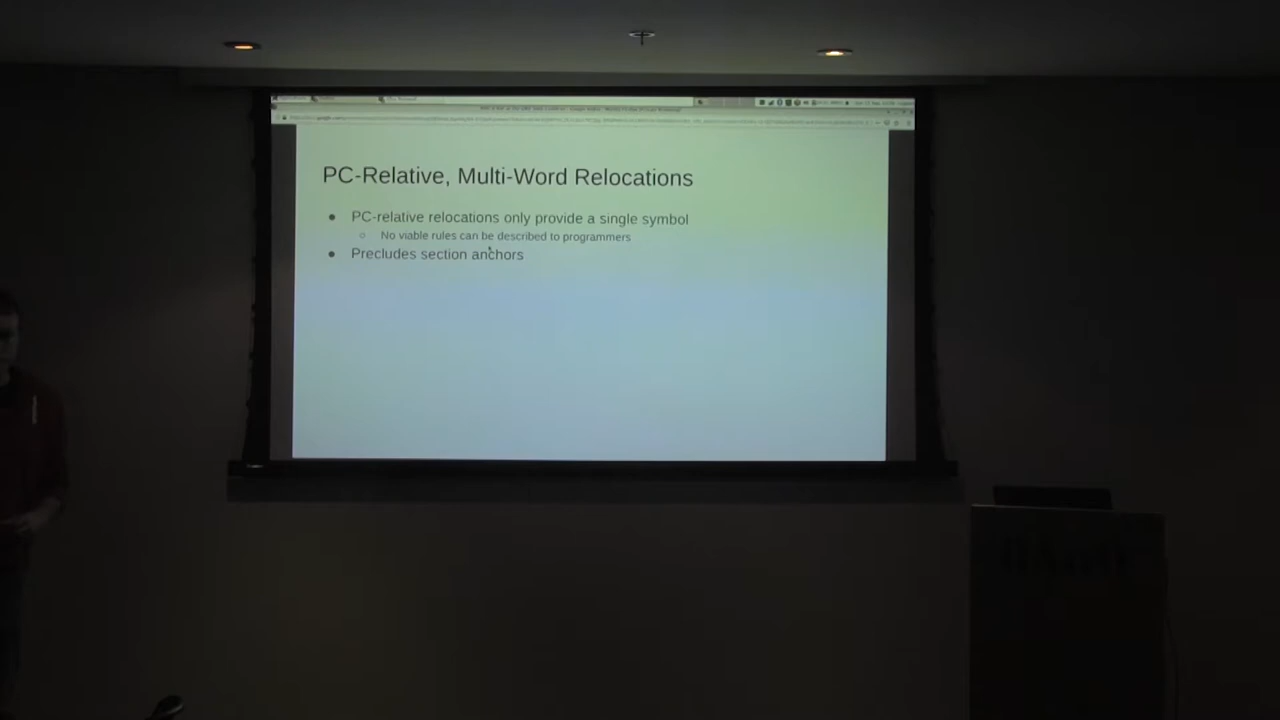 PC-Relative, Multi-Word Relocations
● PC-relative relocations only provide a single symbol
○ No viable rules can be described to programmers
● Precludes section anchors